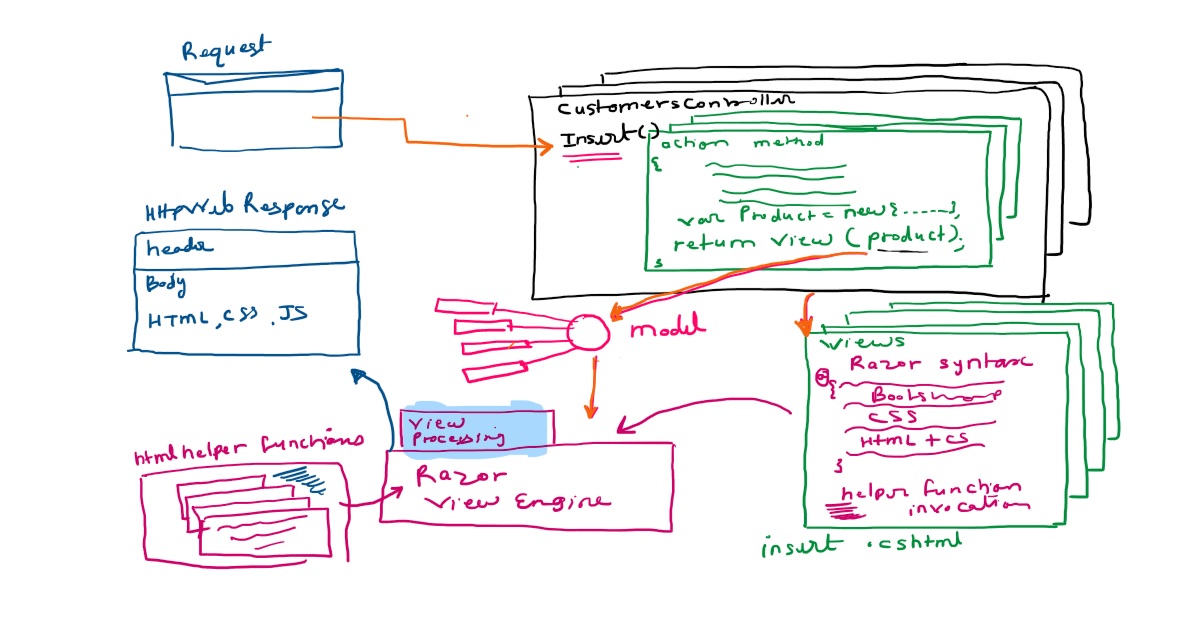 Request
CustomersController
Insert()
action method
{
var Product = new{------},
return view (product);
}
HttpWeb Response
header
Body
HTML, CSS, JS
model
views
Razor syntax
@{
Bootstrap
CSS
HTML + CS
}
helper function
invocation
insert .cshtml
View
Processing
Razor
View Engine
html helper functions